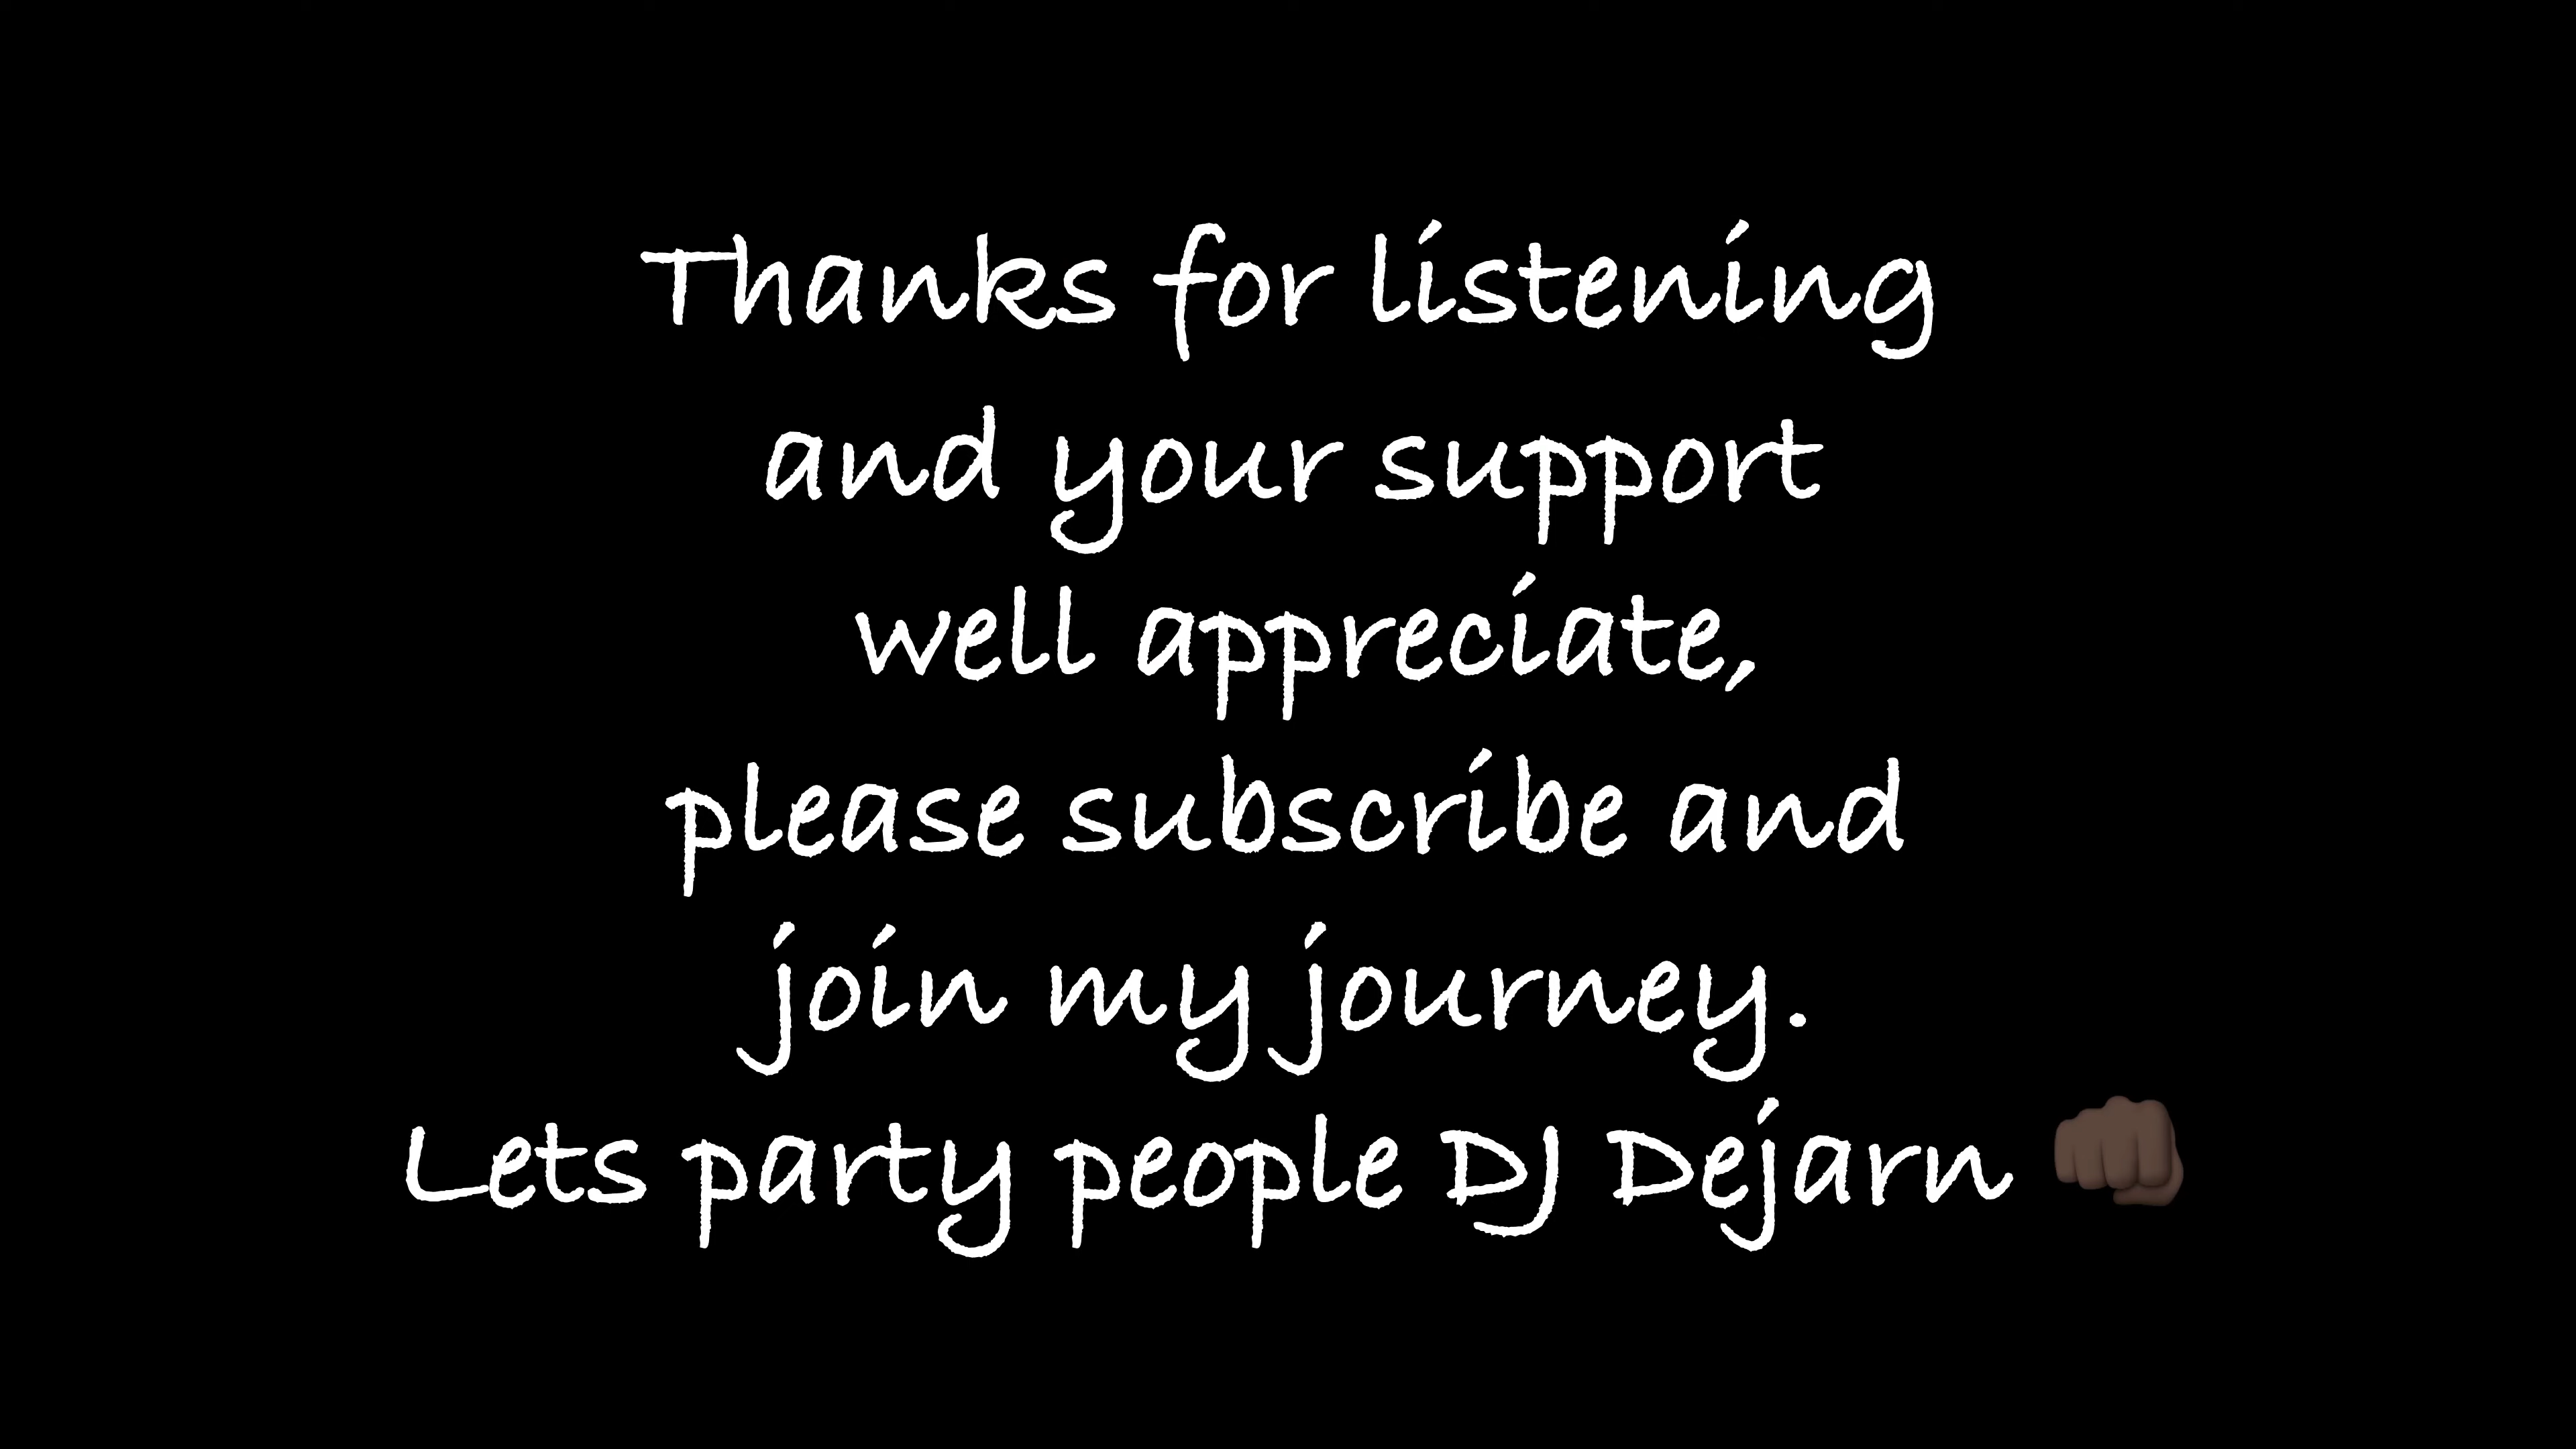 Thanks for listening
and your support
well appreciate,
please subscribe and
join my journey.
Lets party people DJ Dejarn 👊🏿